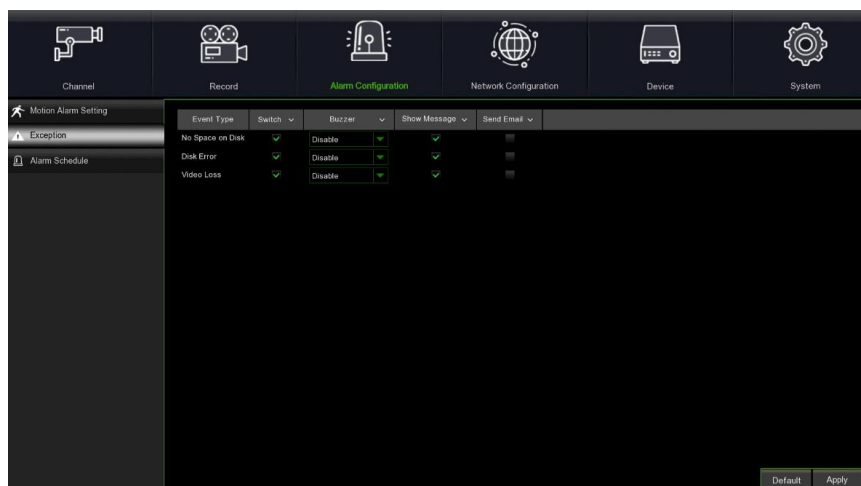 Channel
Record
Alarm Configuration
Network Configuration
Device
System
Motion Alarm Setting
Exception
Alarm Schedule
Event Type Switch Buzzer Show Message Send Email
No Space on Disk Disable
Disk Error Disable
Video Loss Disable
Default Apply